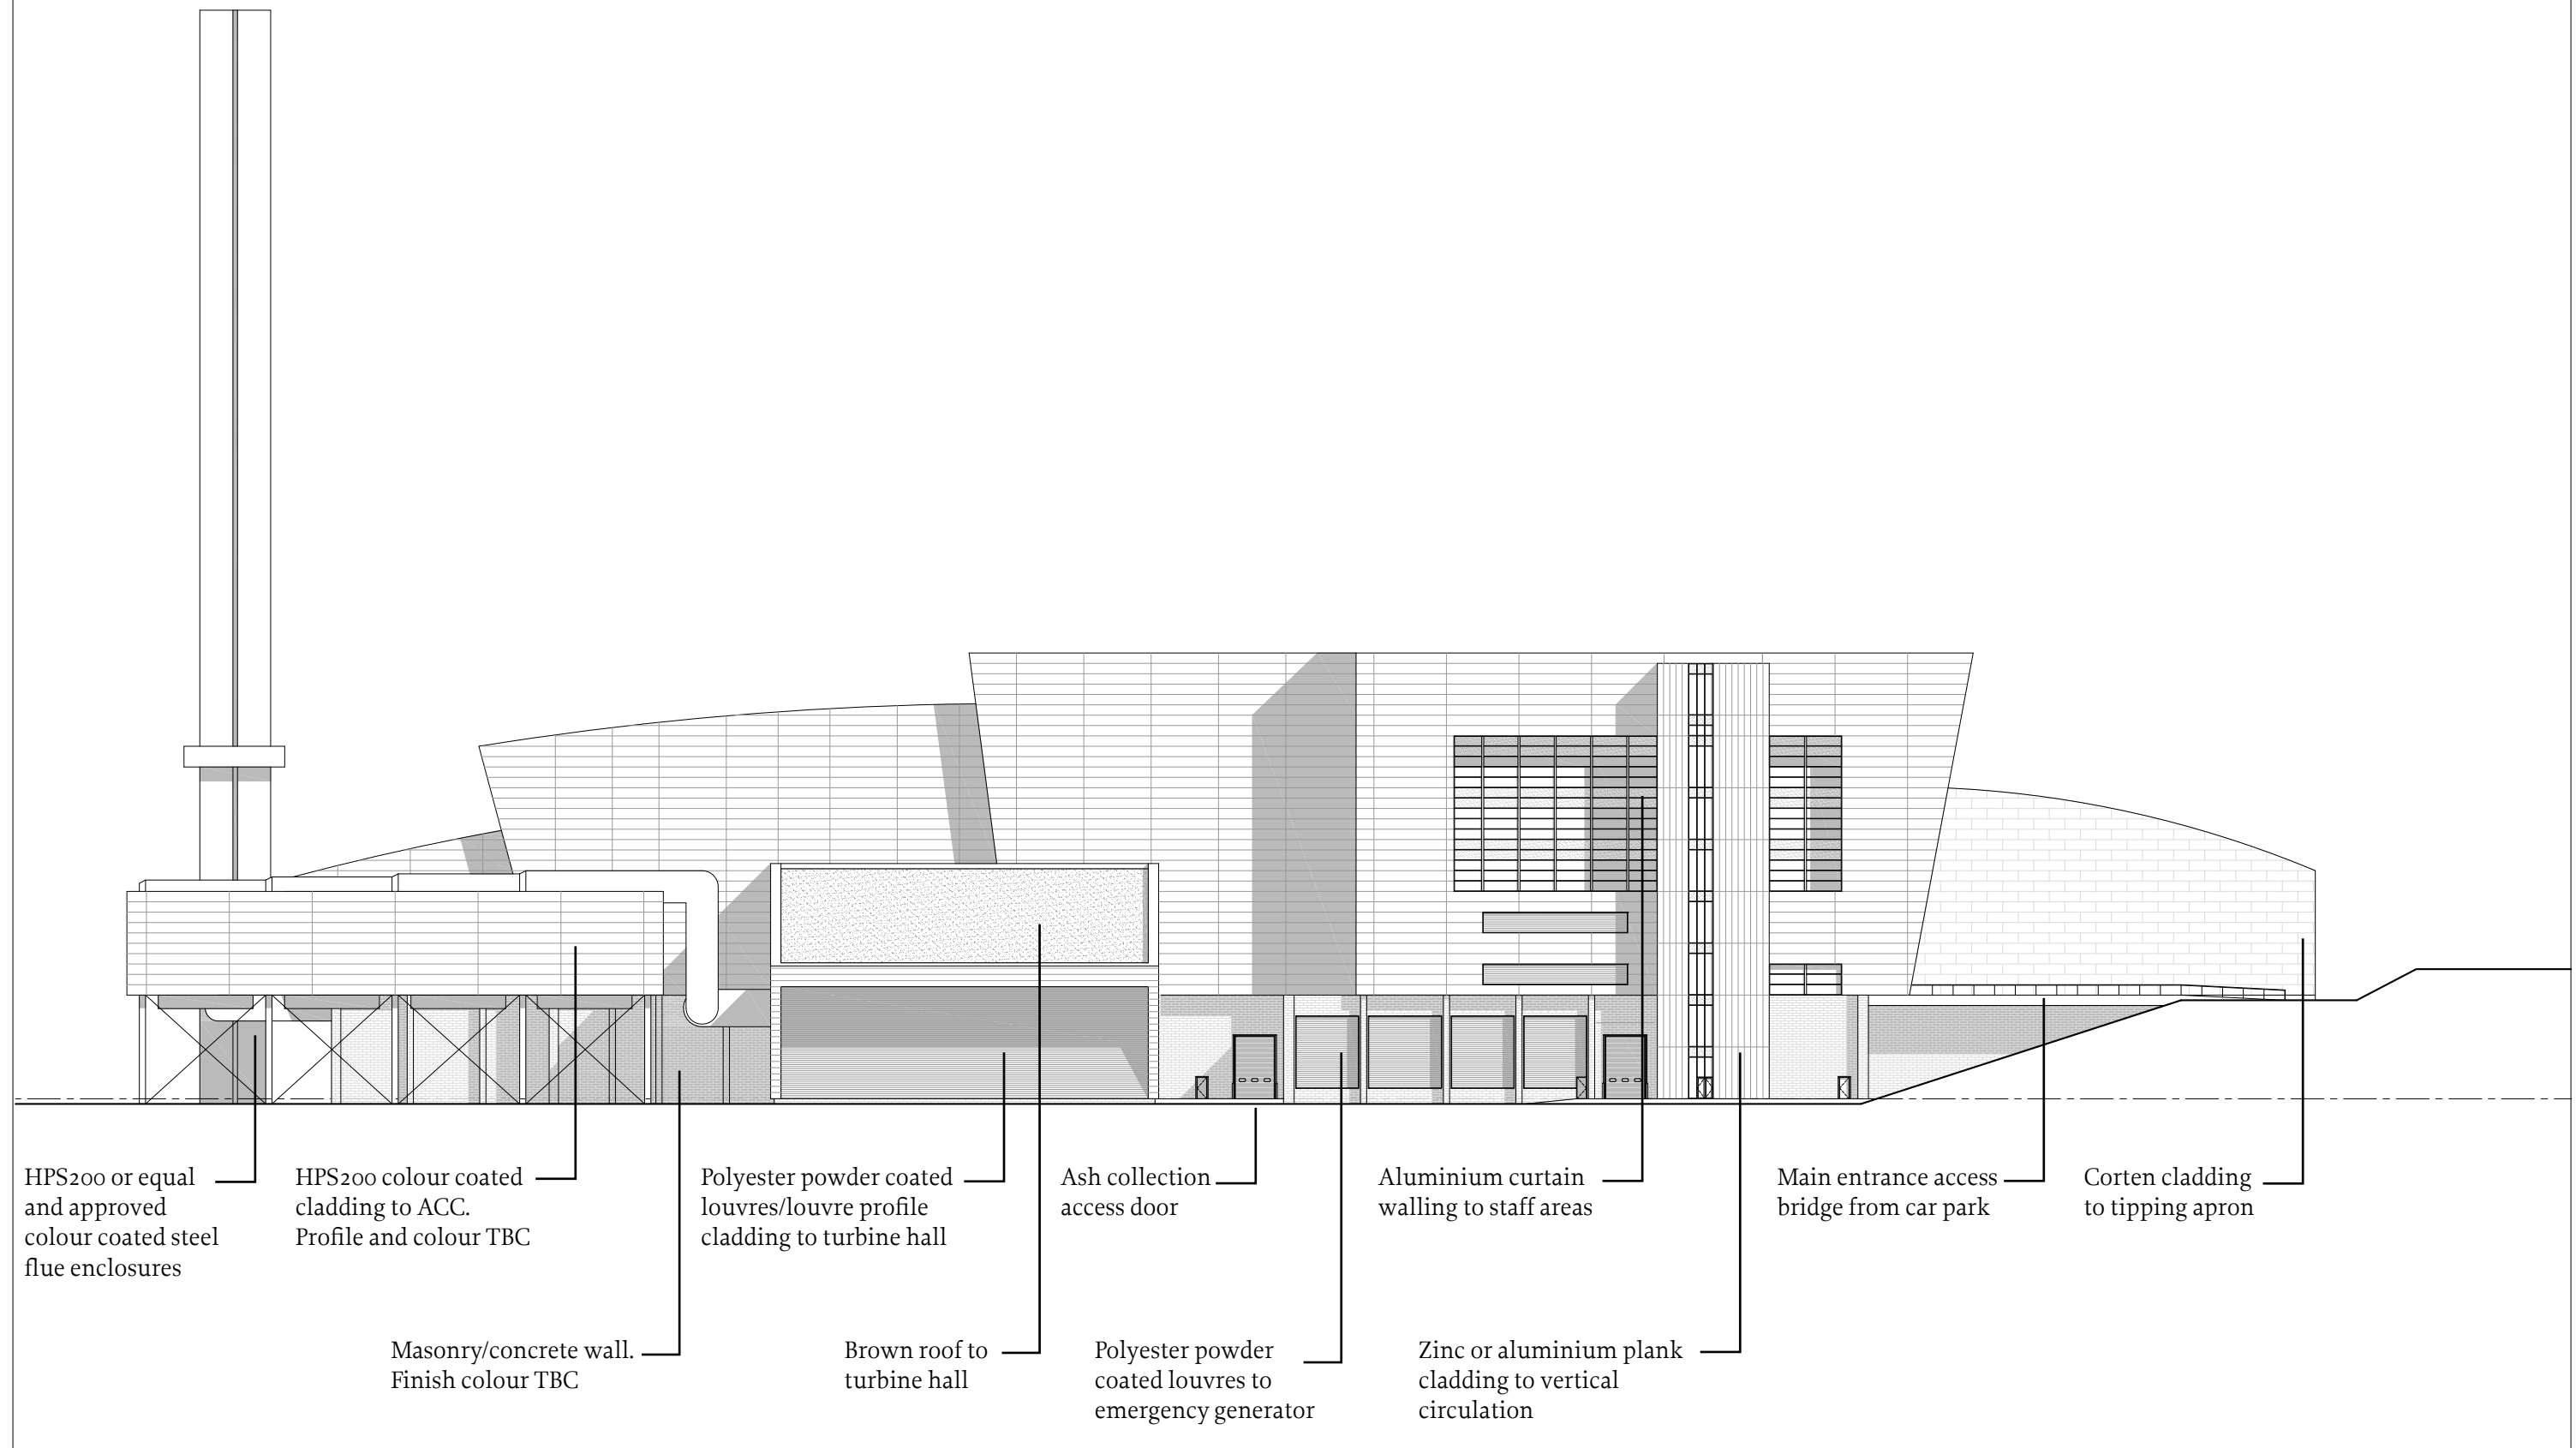 HPS200 or equal
and approved
colour coated steel
flue enclosures
HPS200 colour coated
cladding to ACC.
Profile and colour TBC
Polyester powder coated
louvres/louvre profile
cladding to turbine hall
Ash collection
access door
Aluminium curtain
walling to staff areas
Main entrance access
bridge from car park
Corten cladding
to tipping apron
Masonry/concrete wall.
Finish colour TBC
Brown roof to
turbine hall
Polyester powder
coated louvres to
emergency generator
Zinc or aluminium plank
cladding to vertical
circulation